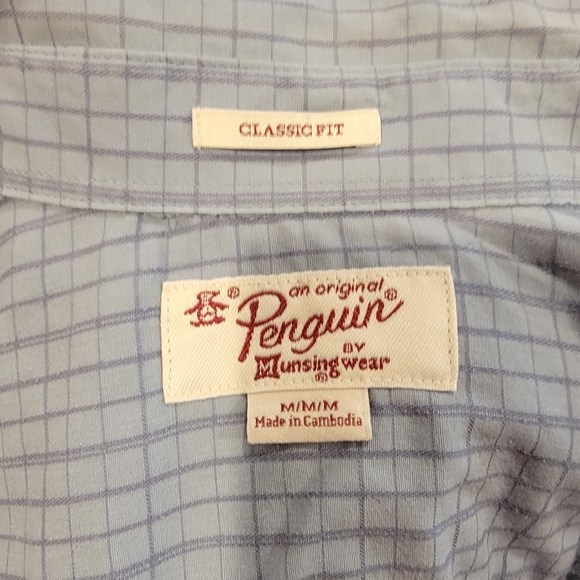 CLASSIC FIT
an original
Penguin®
BY
Munsingwear
®
M/M/M
Made in Cambodia